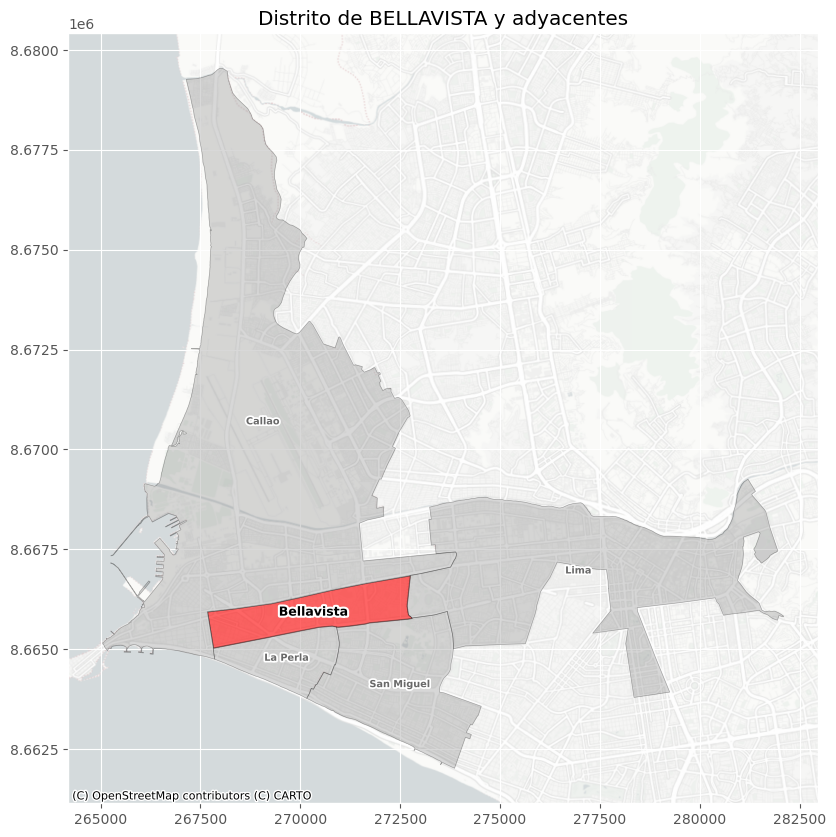 Distrito de BELLAVISTA y adyacentes
1e6
8.6800
8.6775
8.6750
8.6725
8.6700
8.6675
8.6650
8.6625
Callao
Lima
Bellavista
La Perla
San Miguel
(C) OpenStreetMap contributors (C) CARTO
265000 267500 270000 272500 275000 277500 280000 282500